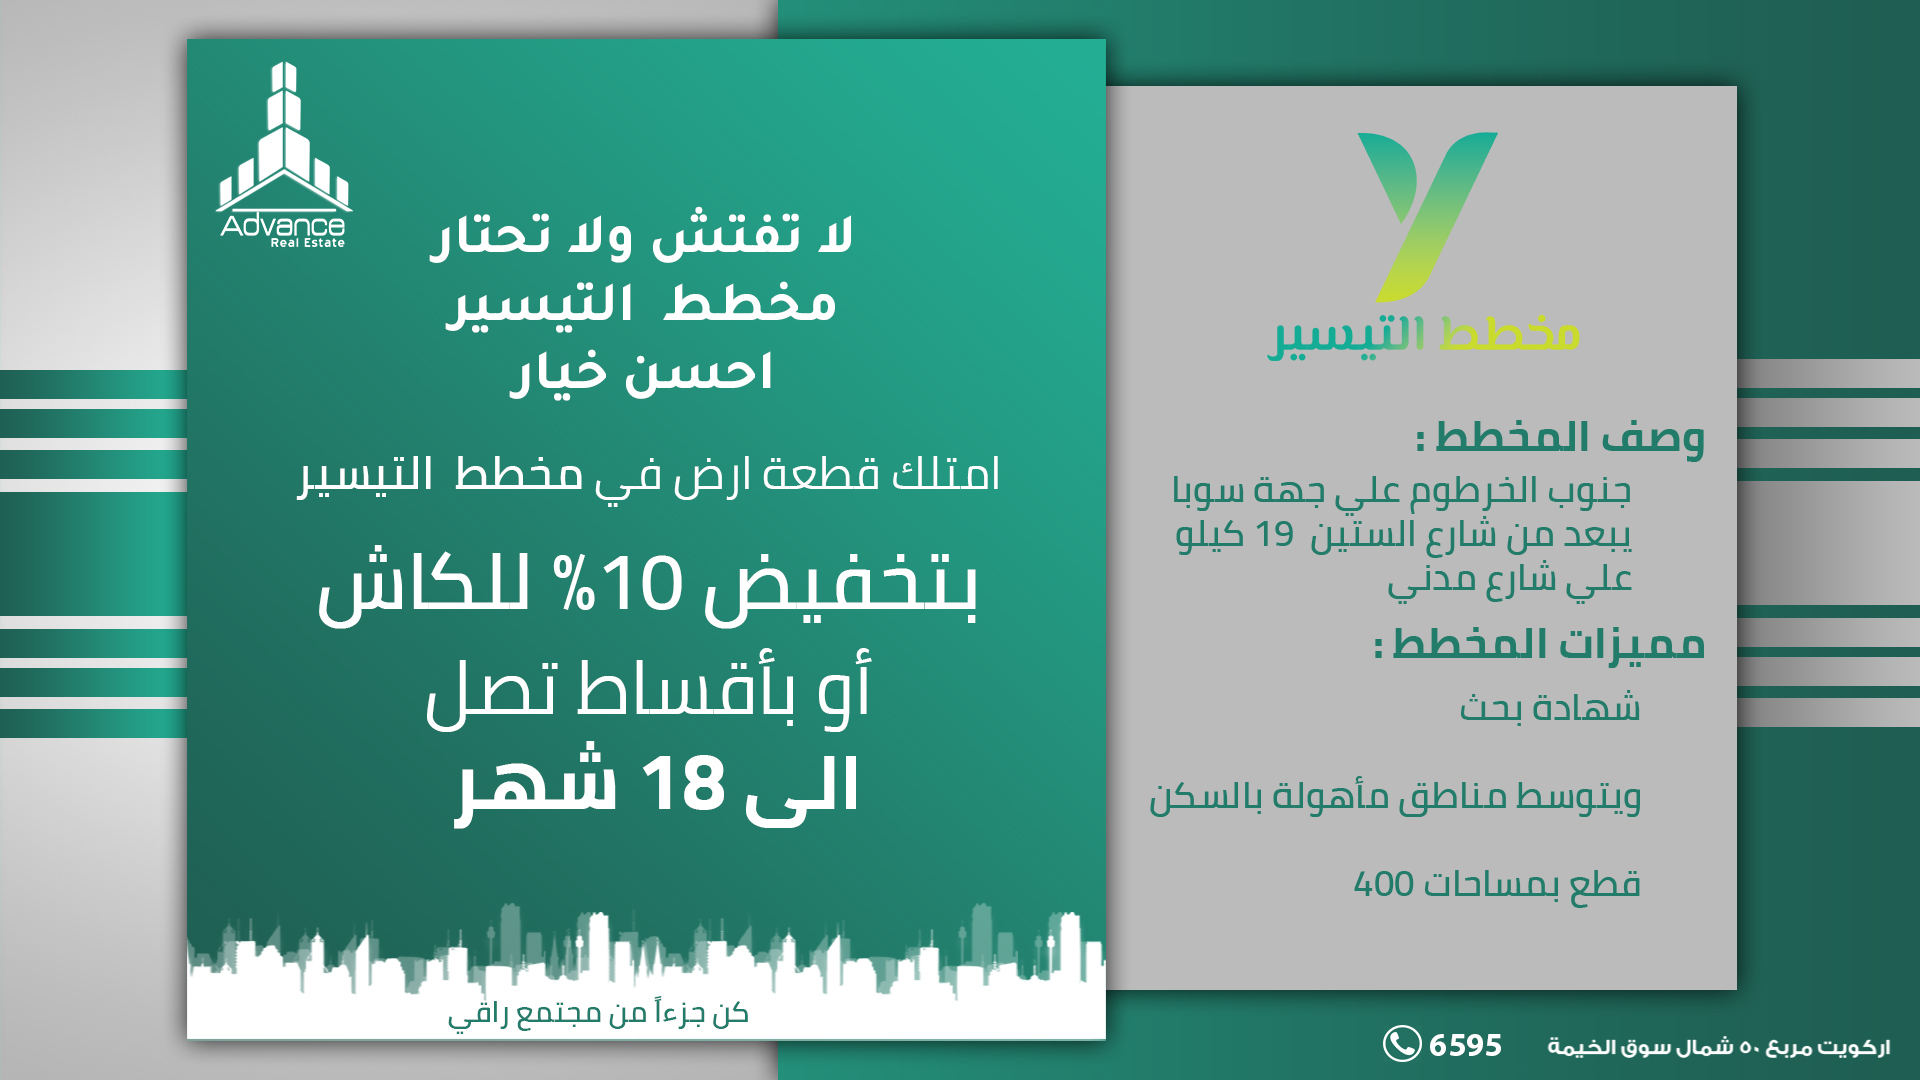 Advance
Real Estate
لا تفتش ولا تحتار
مخطط التيسير
احسن خيار
امتلك قطعة ارض في مخطط التيسير
بتخفيض 10% للكاش
أو بأقساط تصل
الى 18 شهر
كن جزءاً من مجتمع راقي
مخطط التيسير
وصف المخطط :
جنوب الخرطوم علي جهة سوبا
يبعد من شارع الستين 19 كيلو
علي شارع مدني
مميزات المخطط :
شهادة بحث
ويتوسط مناطق مأهولة بالسكن
قطع بمساحات 400
اركويت مربع ٥٠ شمال سوق الخيمة 6595